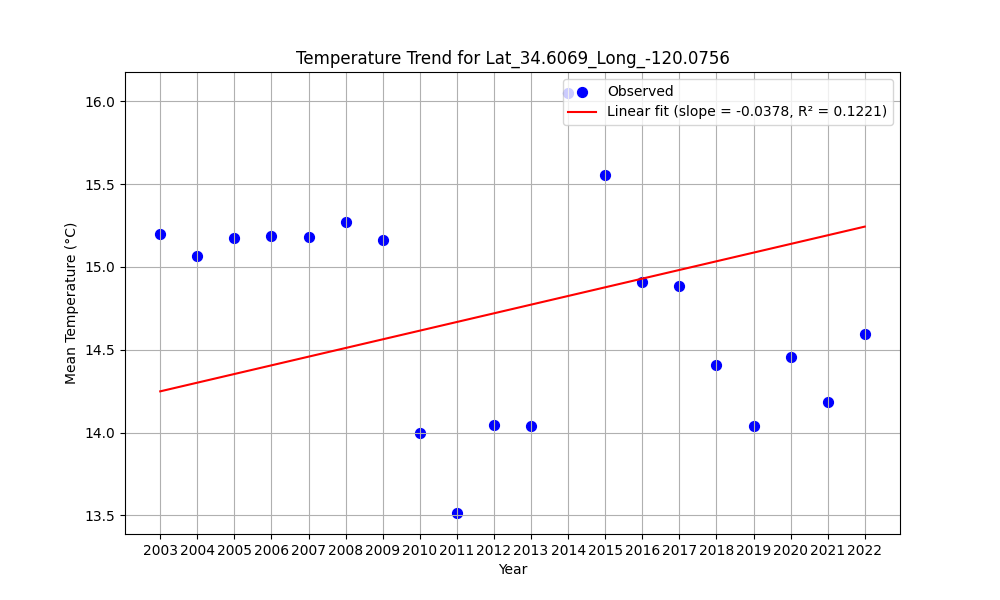 Temperature Trend for Lat_34.6069_Long_-120.0756
Observed
Linear fit (slope = -0.0378, R² = 0.1221)
Mean Temperature (°C)
16.0
15.5
15.0
14.5
14.0
13.5
2003 2004 2005 2006 2007 2008 2009 2010 2011 2012 2013 2014 2015 2016 2017 2018 2019 2020 2021 2022
Year